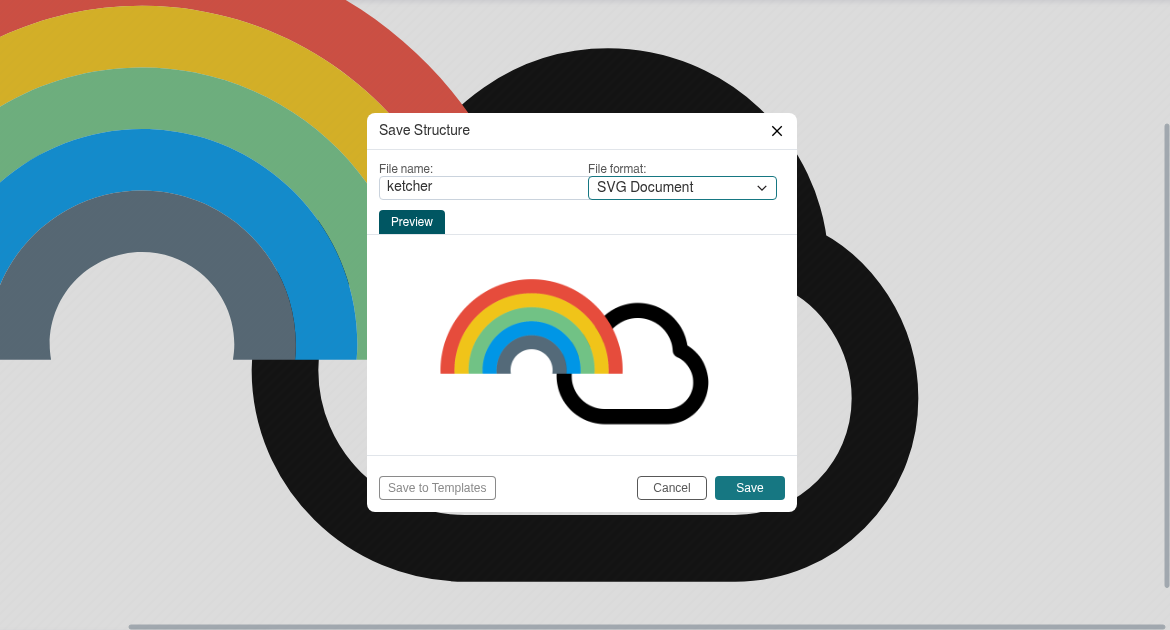 Save Structure
File name:
File format:
ketcher
SVG Document
Preview
Save to Templates
Cancel
Save